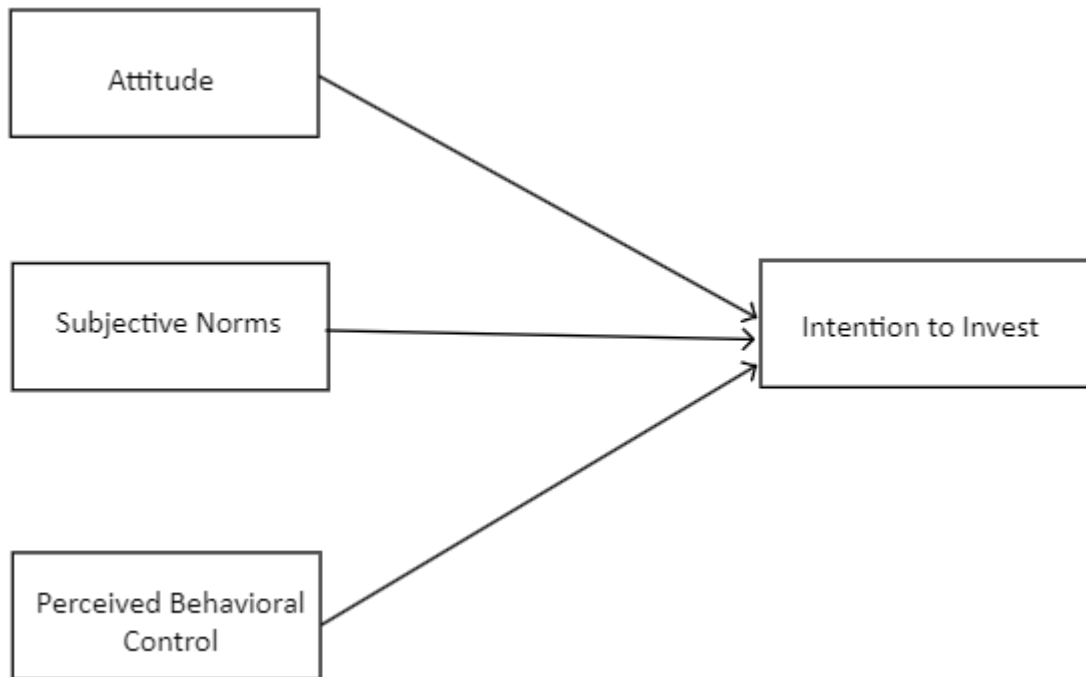 Attitude
Subjective Norms
Intention to Invest
Perceived Behavioral
Control